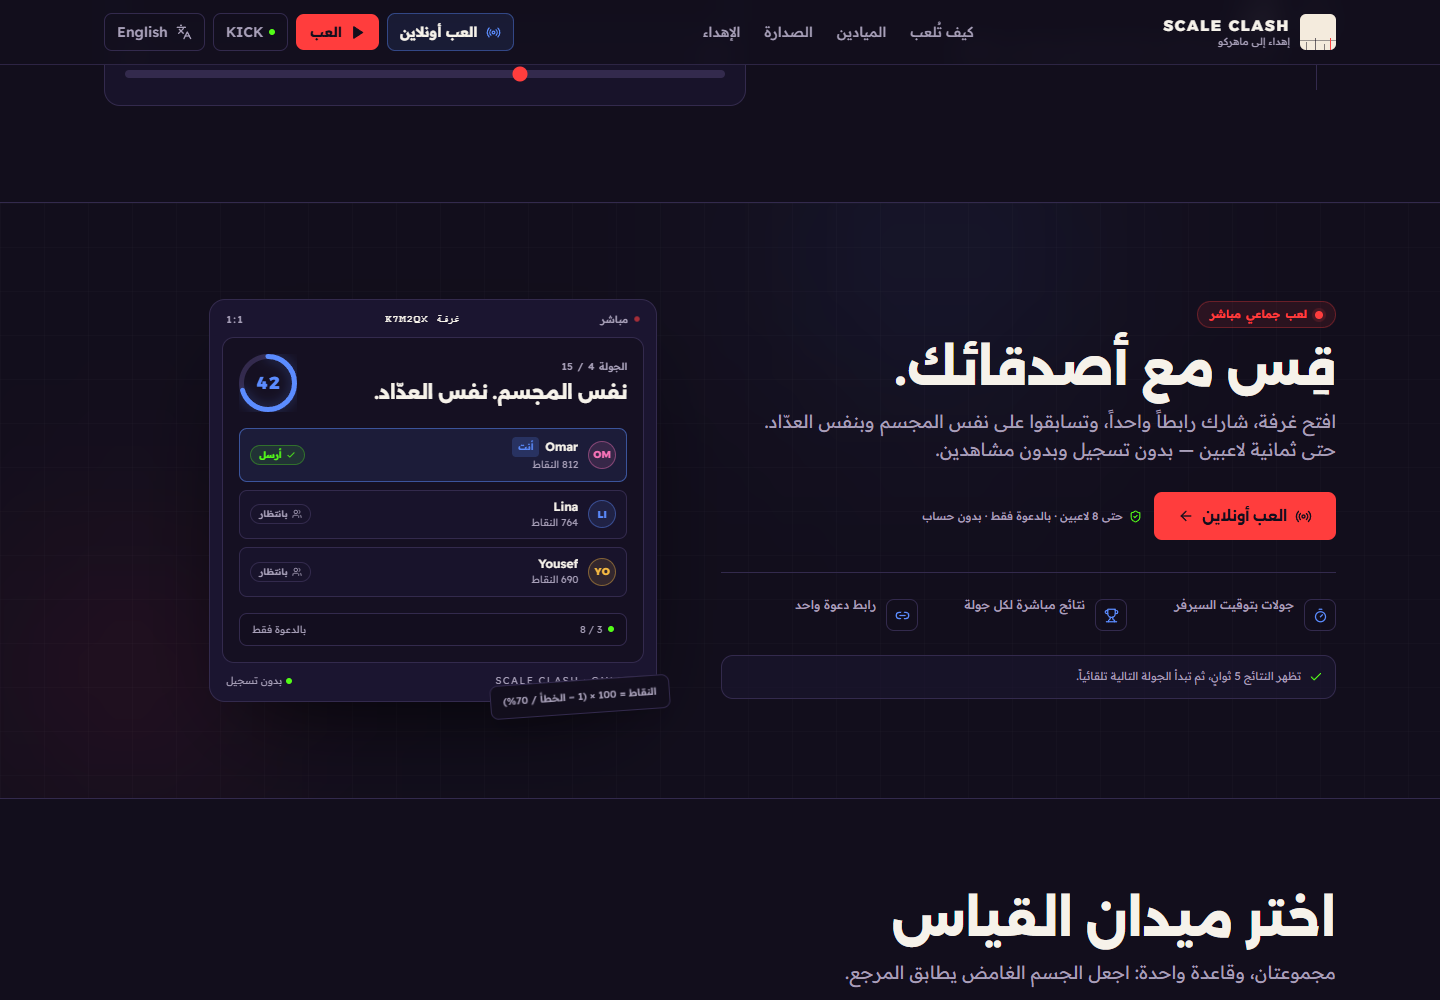 SCALE CLASH
إهداء إلى ماهركو
كيف تُلعب
الميادين
الصدارة
الإهداء
العب أونلاين
العب
KICK
English
لعب جماعي مباشر
قِس مع أصدقائك.
افتح غرفة، شارك رابطاً واحداً، وتسابقوا على نفس المجسم وبنفس العدّاد.
حتى ثمانية لاعبين — بدون تسجيل وبدون مشاهدين.
العب أونلاين
حتى 8 لاعبين · بالدعوة فقط · بدون حساب
جولات بتوقيت السيرفر
نتائج مباشرة لكل جولة
رابط دعوة واحد
تظهر النتائج 5 ثوانٍ، ثم تبدأ الجولة التالية تلقائياً.
مباشر
غرفة K7M2QX
1:1
الجولة 4 / 15
نفس المجسم. نفس العدّاد.
42
OM
Omar
أنت
812 النقاط
أرسل
LI
Lina
764 النقاط
بانتظار
YO
Yousef
690 النقاط
بانتظار
3 / 8
بالدعوة فقط
SCALE CLASH
بدون تسجيل
النقاط = 100 × (1 − الخطأ / 70%)
اختر ميدان القياس
مجموعتان، وقاعدة واحدة: اجعل الجسم الغامض يطابق المرجع.